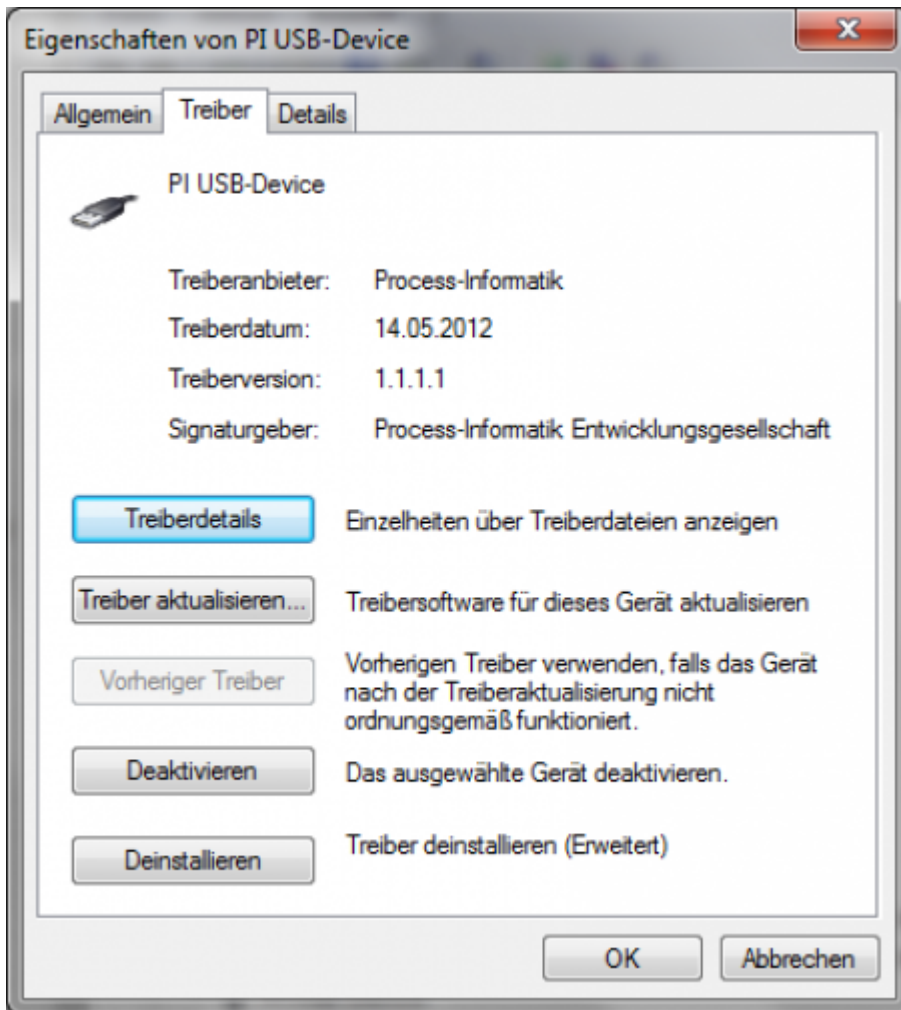 Eigenschaften von PI USB-Device
Allgemein Treiber Details
PI USB-Device
Treiberanbieter: Process-Informatik
Treiberdatum: 14.05.2012
Treiberversion: 1.1.1.1
Signaturgeber: Process-Informatik Entwicklungsgesellschaft
Treiberdetails Einzelheiten über Treiberdateien anzeigen
Treiber aktualisieren... Treibersoftware für dieses Gerät aktualisieren
Vorheriger Treiber Vorherigen Treiber verwenden, falls das Gerät
nach der Treiberaktualisierung nicht
ordnungsgemäß funktioniert.
Deaktivieren Das ausgewählte Gerät deaktivieren.
Deinstallieren Treiber deinstallieren (Erweitert)
OK Abbrechen